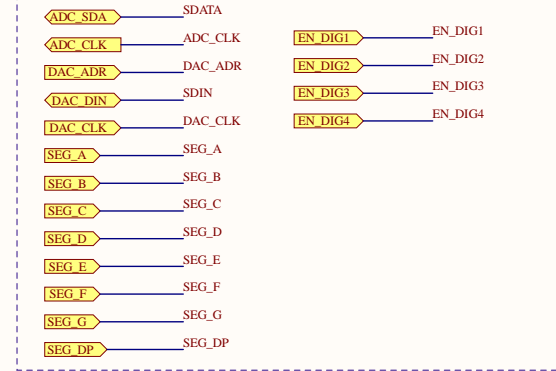 ADC_SDA SDATA
ADC_CLK ADC_CLK
DAC_ADR DAC_ADR
DAC_DIN SDIN
DAC_CLK DAC_CLK
SEG_A SEG_A
SEG_B SEG_B
SEG_C SEG_C
SEG_D SEG_D
SEG_E SEG_E
SEG_F SEG_F
SEG_G SEG_G
SEG_DP SEG_DP
EN_DIG1 EN_DIG1
EN_DIG2 EN_DIG2
EN_DIG3 EN_DIG3
EN_DIG4 EN_DIG4